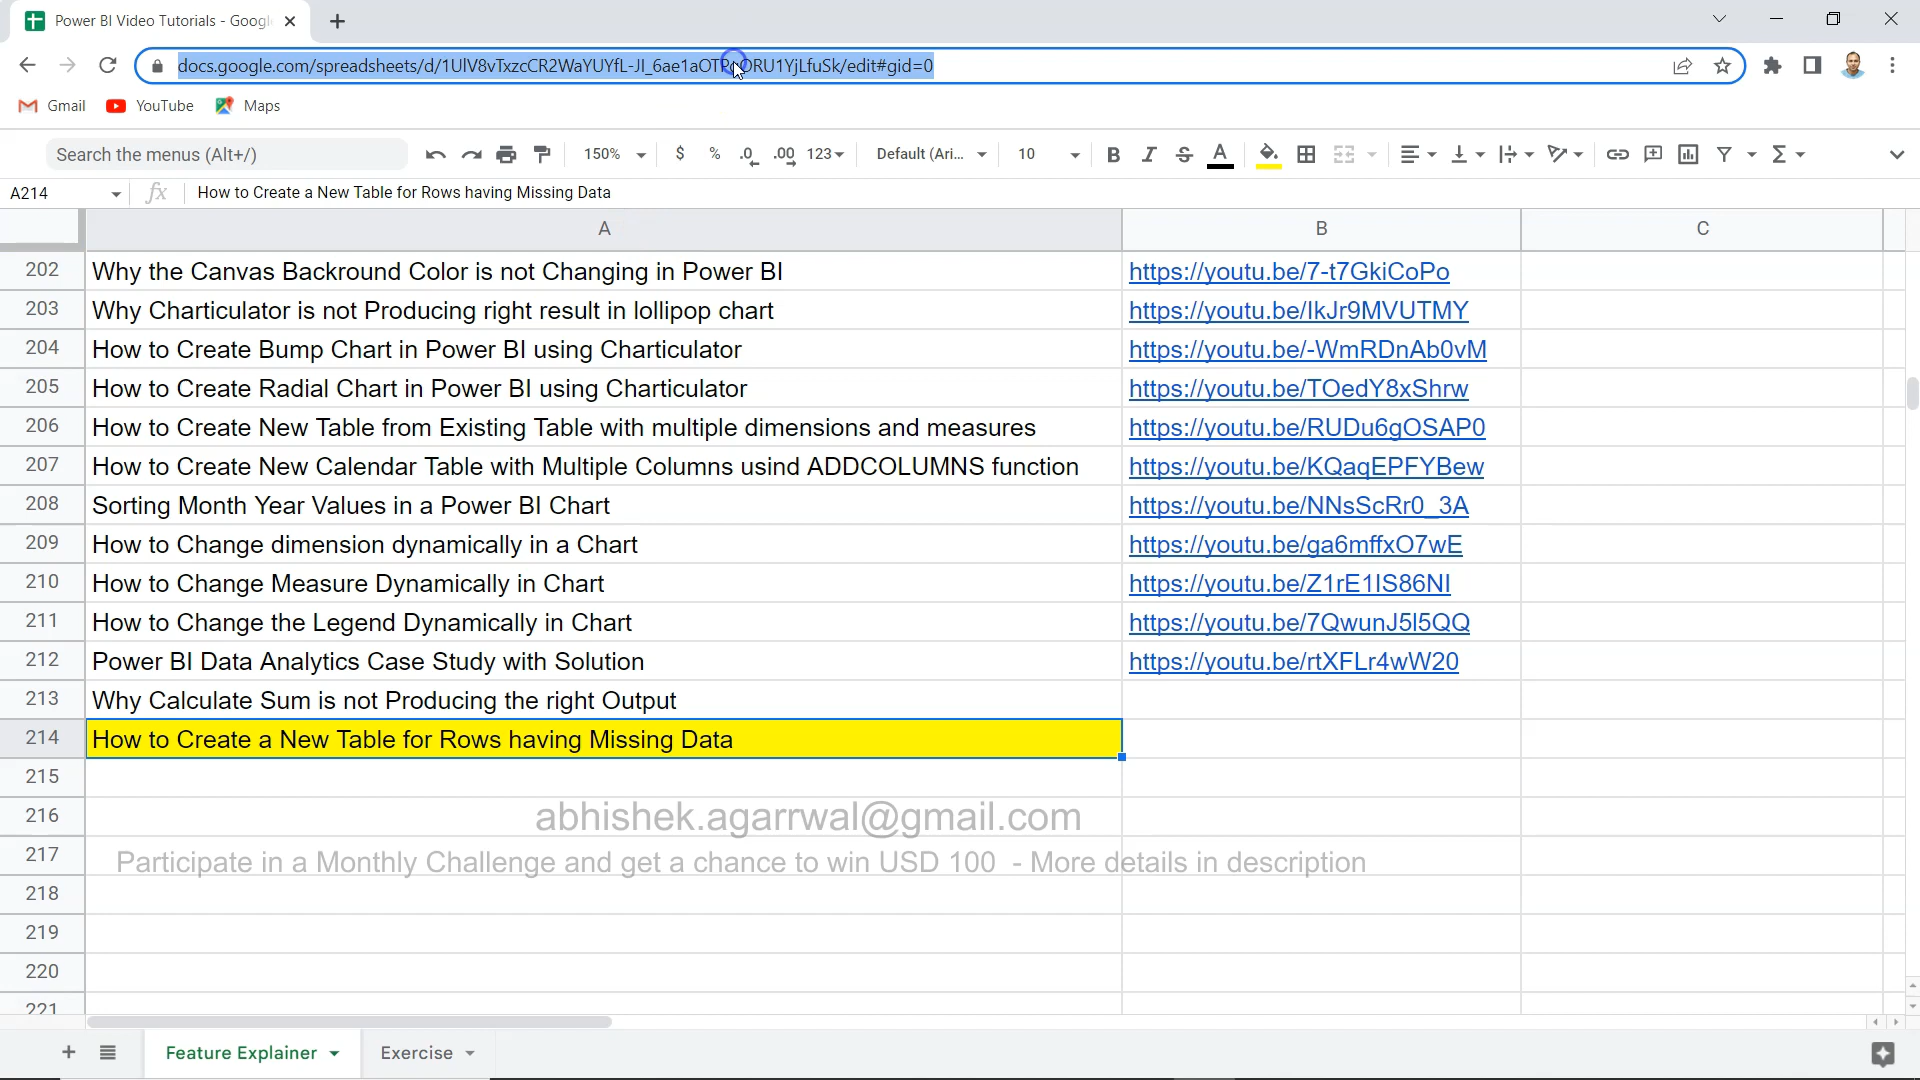 Power BI Video Tutorials - Googl
docs.google.com/spreadsheets/d/1UlV8vTxzcCR2WaYUYfL-JI_6ae1aOTP
ORU1YjLfuSk/edit#gid=0
Gmail YouTube Maps
Search the menus (Alt+/) 150% $ % .0 .00 123 Default (Ari... 10 B I S A
A214 fx How to Create a New Table for Rows having Missing Data
A B C
202 Why the Canvas Backround Color is not Changing in Power BI https://youtu.be/7-t7GkiCoPo
203 Why Charticulator is not Producing right result in lollipop chart https://youtu.be/IkJr9MVUTMY
204 How to Create Bump Chart in Power BI using Charticulator https://youtu.be/-WmRDnAb0vM
205 How to Create Radial Chart in Power BI using Charticulator https://youtu.be/TOedY8xShrw
206 How to Create New Table from Existing Table with multiple dimensions and measures https://youtu.be/RUDu6gOSAP0
207 How to Create New Calendar Table with Multiple Columns usind ADDCOLUMNS function https://youtu.be/KQaqEPFYBew
208 Sorting Month Year Values in a Power BI Chart https://youtu.be/NNsScRr0_3A
209 How to Change dimension dynamically in a Chart https://youtu.be/ga6mffxO7wE
210 How to Change Measure Dynamically in Chart https://youtu.be/Z1rE1IS86NI
211 How to Change the Legend Dynamically in Chart https://youtu.be/7QwunJ5l5QQ
212 Power BI Data Analytics Case Study with Solution https://youtu.be/rtXFLr4wW20
213 Why Calculate Sum is not Producing the right Output
214 How to Create a New Table for Rows having Missing Data
215
216 abhishek.agarrwal@gmail.com
217 Participate in a Monthly Challenge and get a chance to win USD 100 - More details in description
218
219
220
221
Feature Explainer Exercise